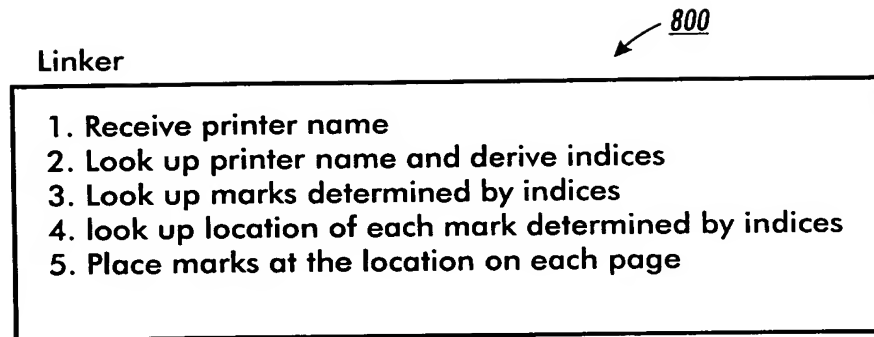 800
Linker
1. Receive printer name
2. Look up printer name and derive indices
3. Look up marks determined by indices
4. look up location of each mark determined by indices
5. Place marks at the location on each page